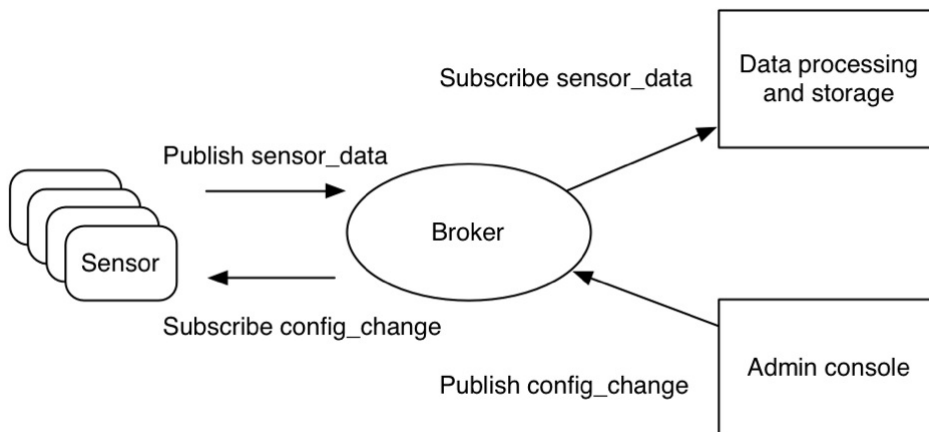 Subscribe sensor_data
Data processing
and storage
Publish sensor_data
Broker
Sensor
Subscribe config_change
Publish config_change
Admin console